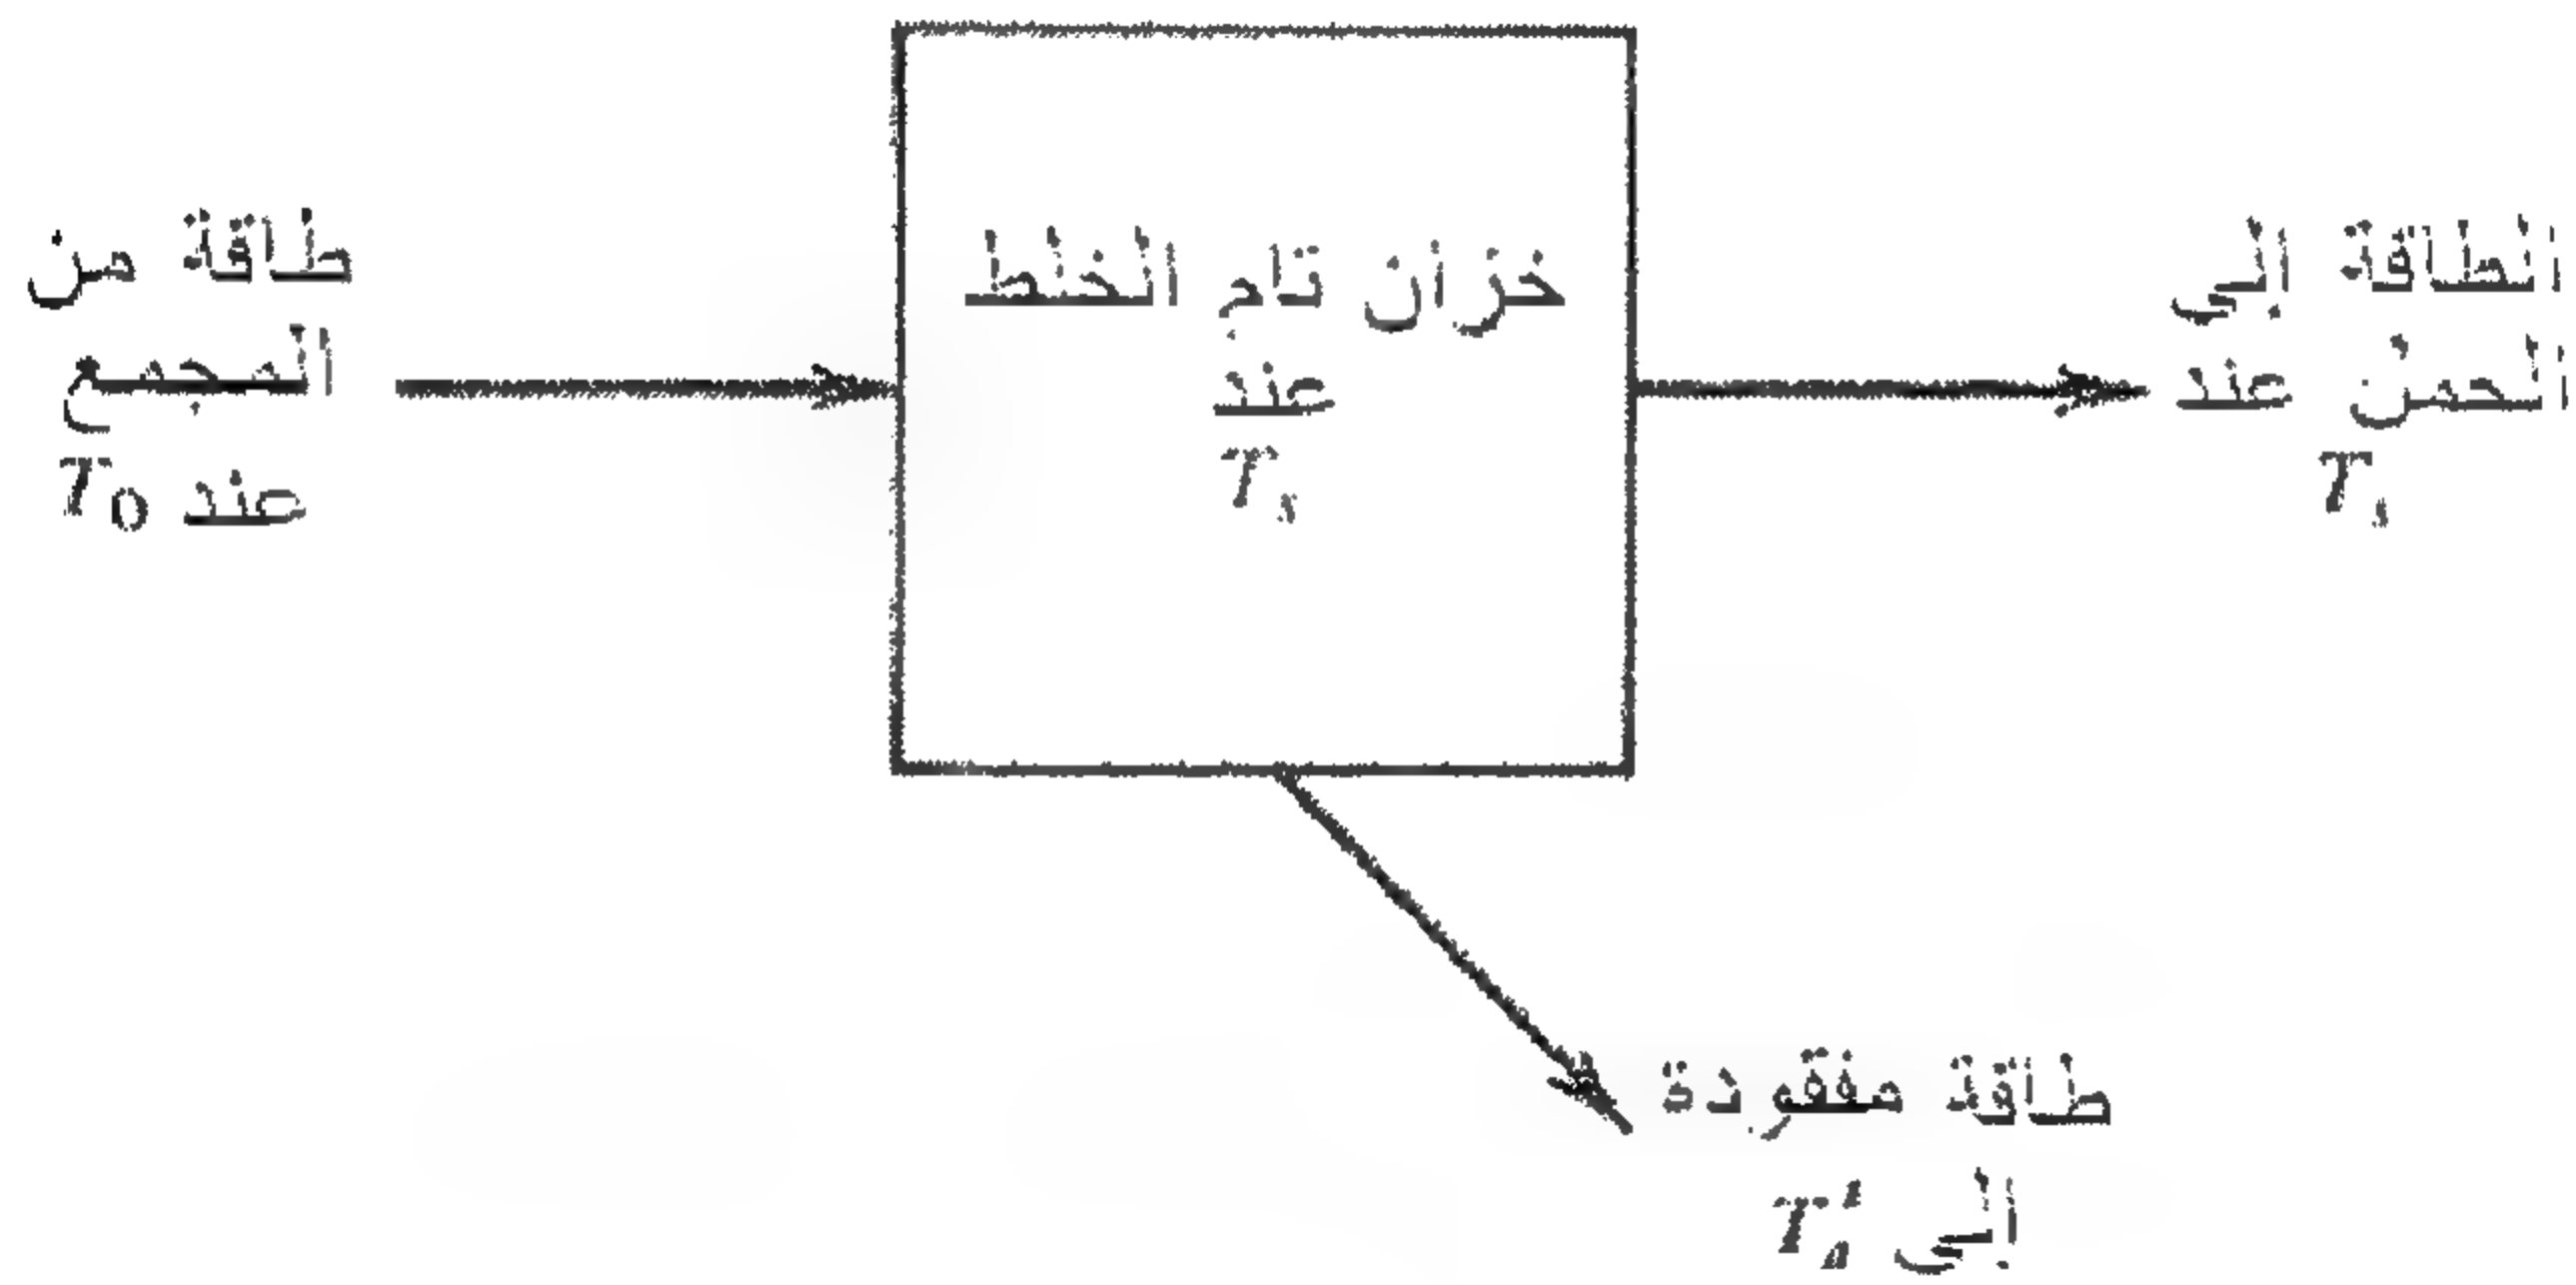 طاقة من
المجمع
عند T₀
خزان تام الخلط
عند
Tₛ
الطاقة إلى
الحمل عند
Tₛ
طاقة مفقودة
إلى T'ₐ